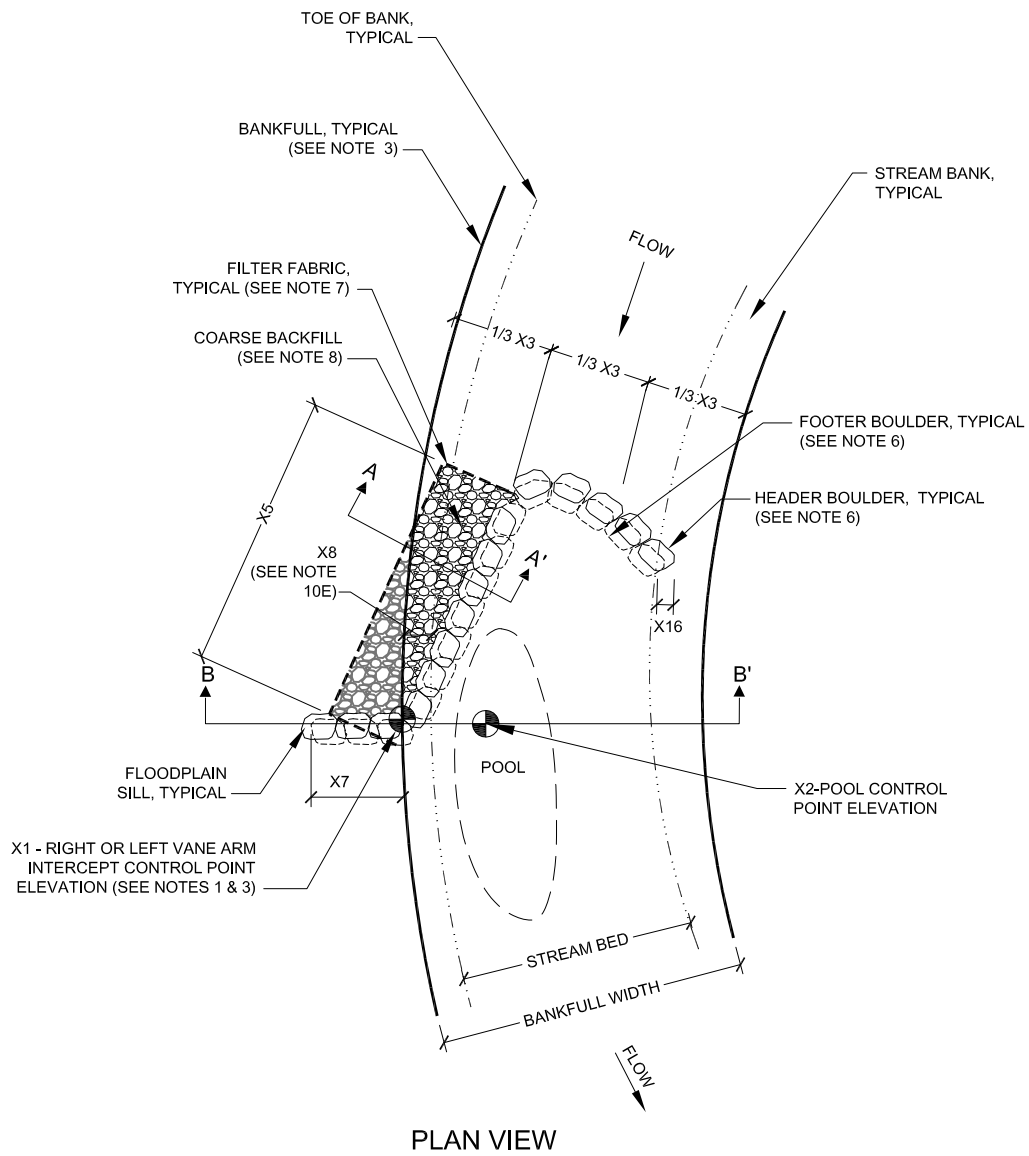 TOE OF BANK,
TYPICAL
BANKFULL, TYPICAL
(SEE NOTE 3)
STREAM BANK,
TYPICAL
FLOW
FILTER FABRIC,
TYPICAL (SEE NOTE 7)
COARSE BACKFILL
(SEE NOTE 8)
1/3 X3
1/3 X3
1/3 X3
FOOTER BOULDER, TYPICAL
(SEE NOTE 6)
HEADER BOULDER, TYPICAL
(SEE NOTE 6)
A
X5
A'
X8
(SEE NOTE
10E)
X16
B
B'
POOL
FLOODPLAIN
SILL, TYPICAL
X7
X2-POOL CONTROL
POINT ELEVATION
X1 - RIGHT OR LEFT VANE ARM
INTERCEPT CONTROL POINT
ELEVATION (SEE NOTES 1 & 3)
STREAM BED
BANKFULL WIDTH
FLOW
PLAN VIEW